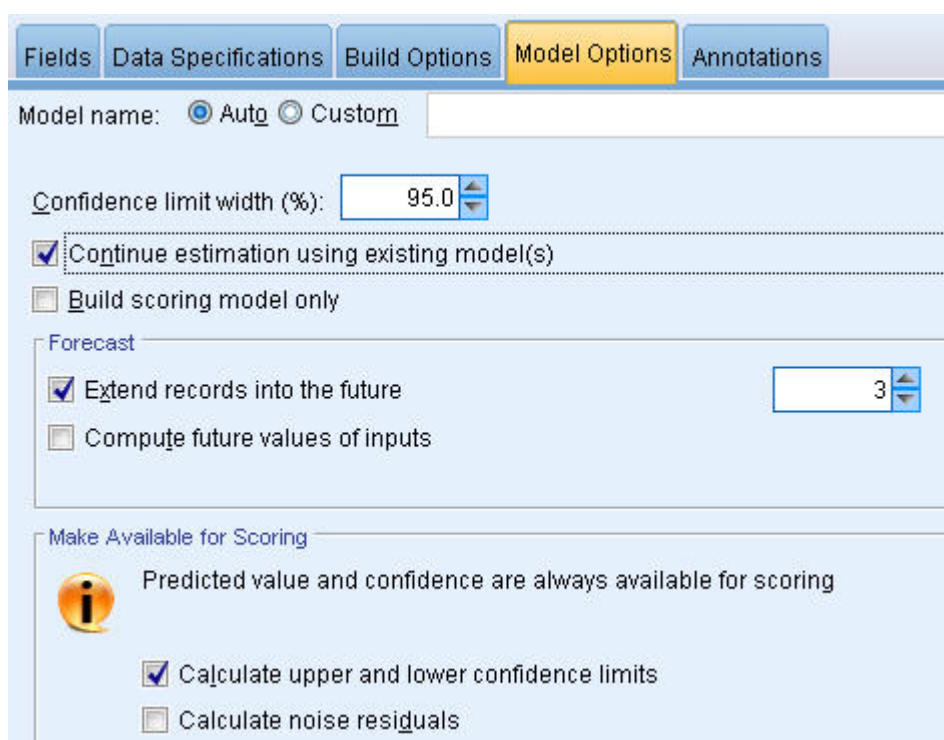 Fields Data Specifications Build Options Model Options Annotations
Model name: Auto Custom
Confidence limit width (%): 95.0
Continue estimation using existing model(s)
Build scoring model only
Forecast
Extend records into the future 3
Compute future values of inputs
Make Available for Scoring
Predicted value and confidence are always available for scoring
Calculate upper and lower confidence limits
Calculate noise residuals